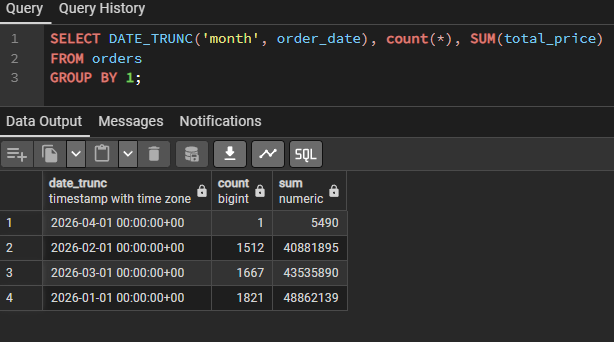 Query Query History
1 SELECT DATE_TRUNC('month', order_date), count(*), SUM(total_price)
2 FROM orders
3 GROUP BY 1;
Data Output Messages Notifications
SQL
date_trunc count sum
timestamp with time zone bigint numeric
1 2026-04-01 00:00:00+00 1 5490
2 2026-02-01 00:00:00+00 1512 40881895
3 2026-03-01 00:00:00+00 1667 43535890
4 2026-01-01 00:00:00+00 1821 48862139